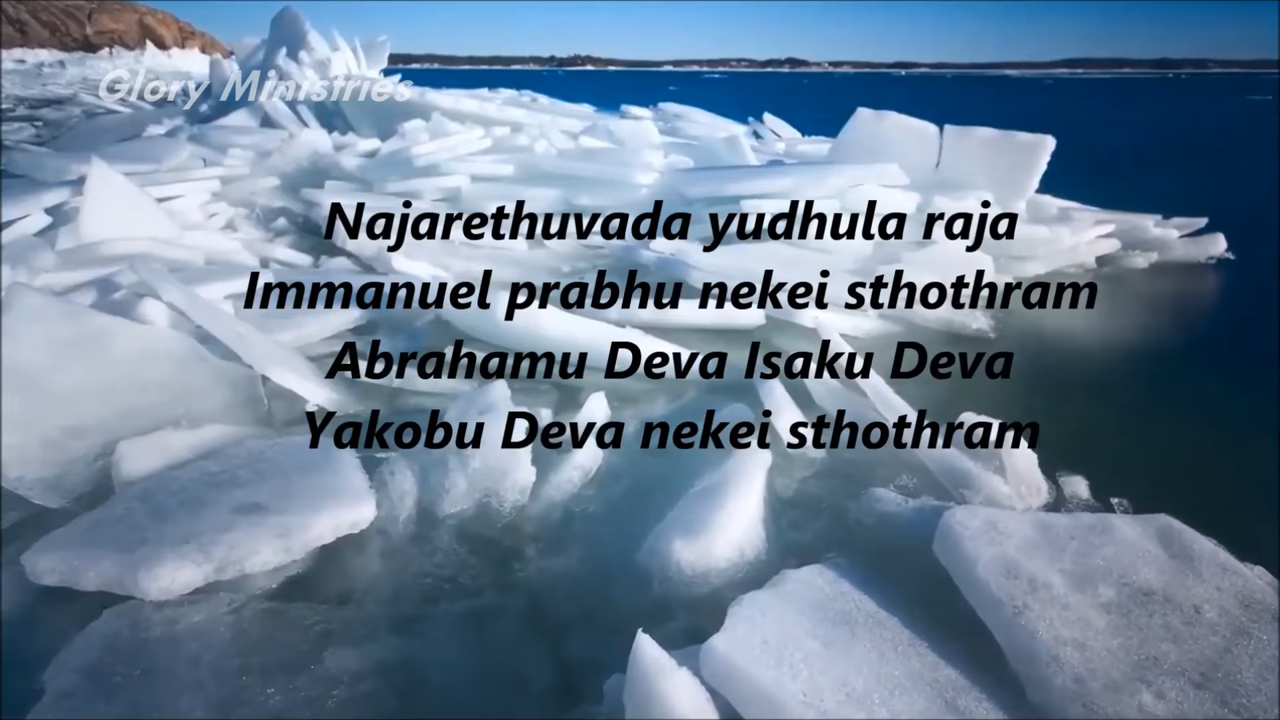 Glory Ministries
Najarethuvada yudhula raja
Immanuel prabhu nekei sthothram
Abrahamu Deva Isaku Deva
Yakobu Deva nekei sthothram